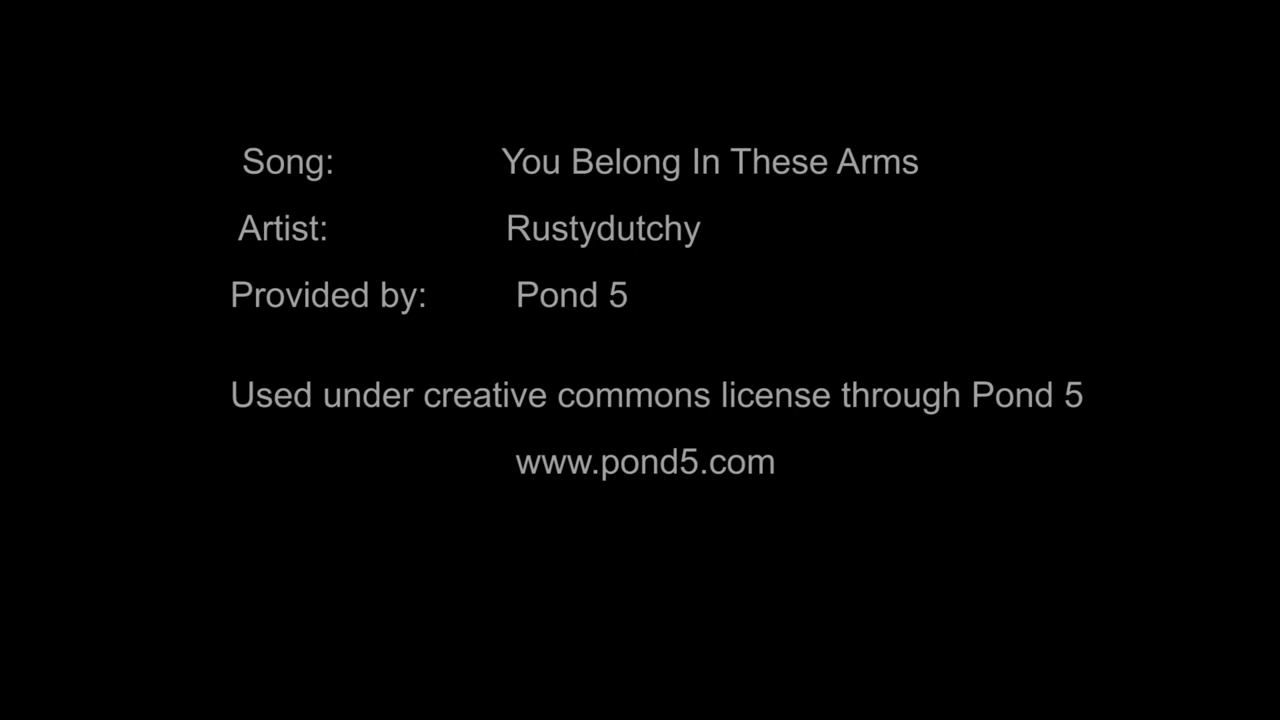 Song: You Belong In These Arms
Artist: Rustydutchy
Provided by: Pond 5
Used under creative commons license through Pond 5
www.pond5.com